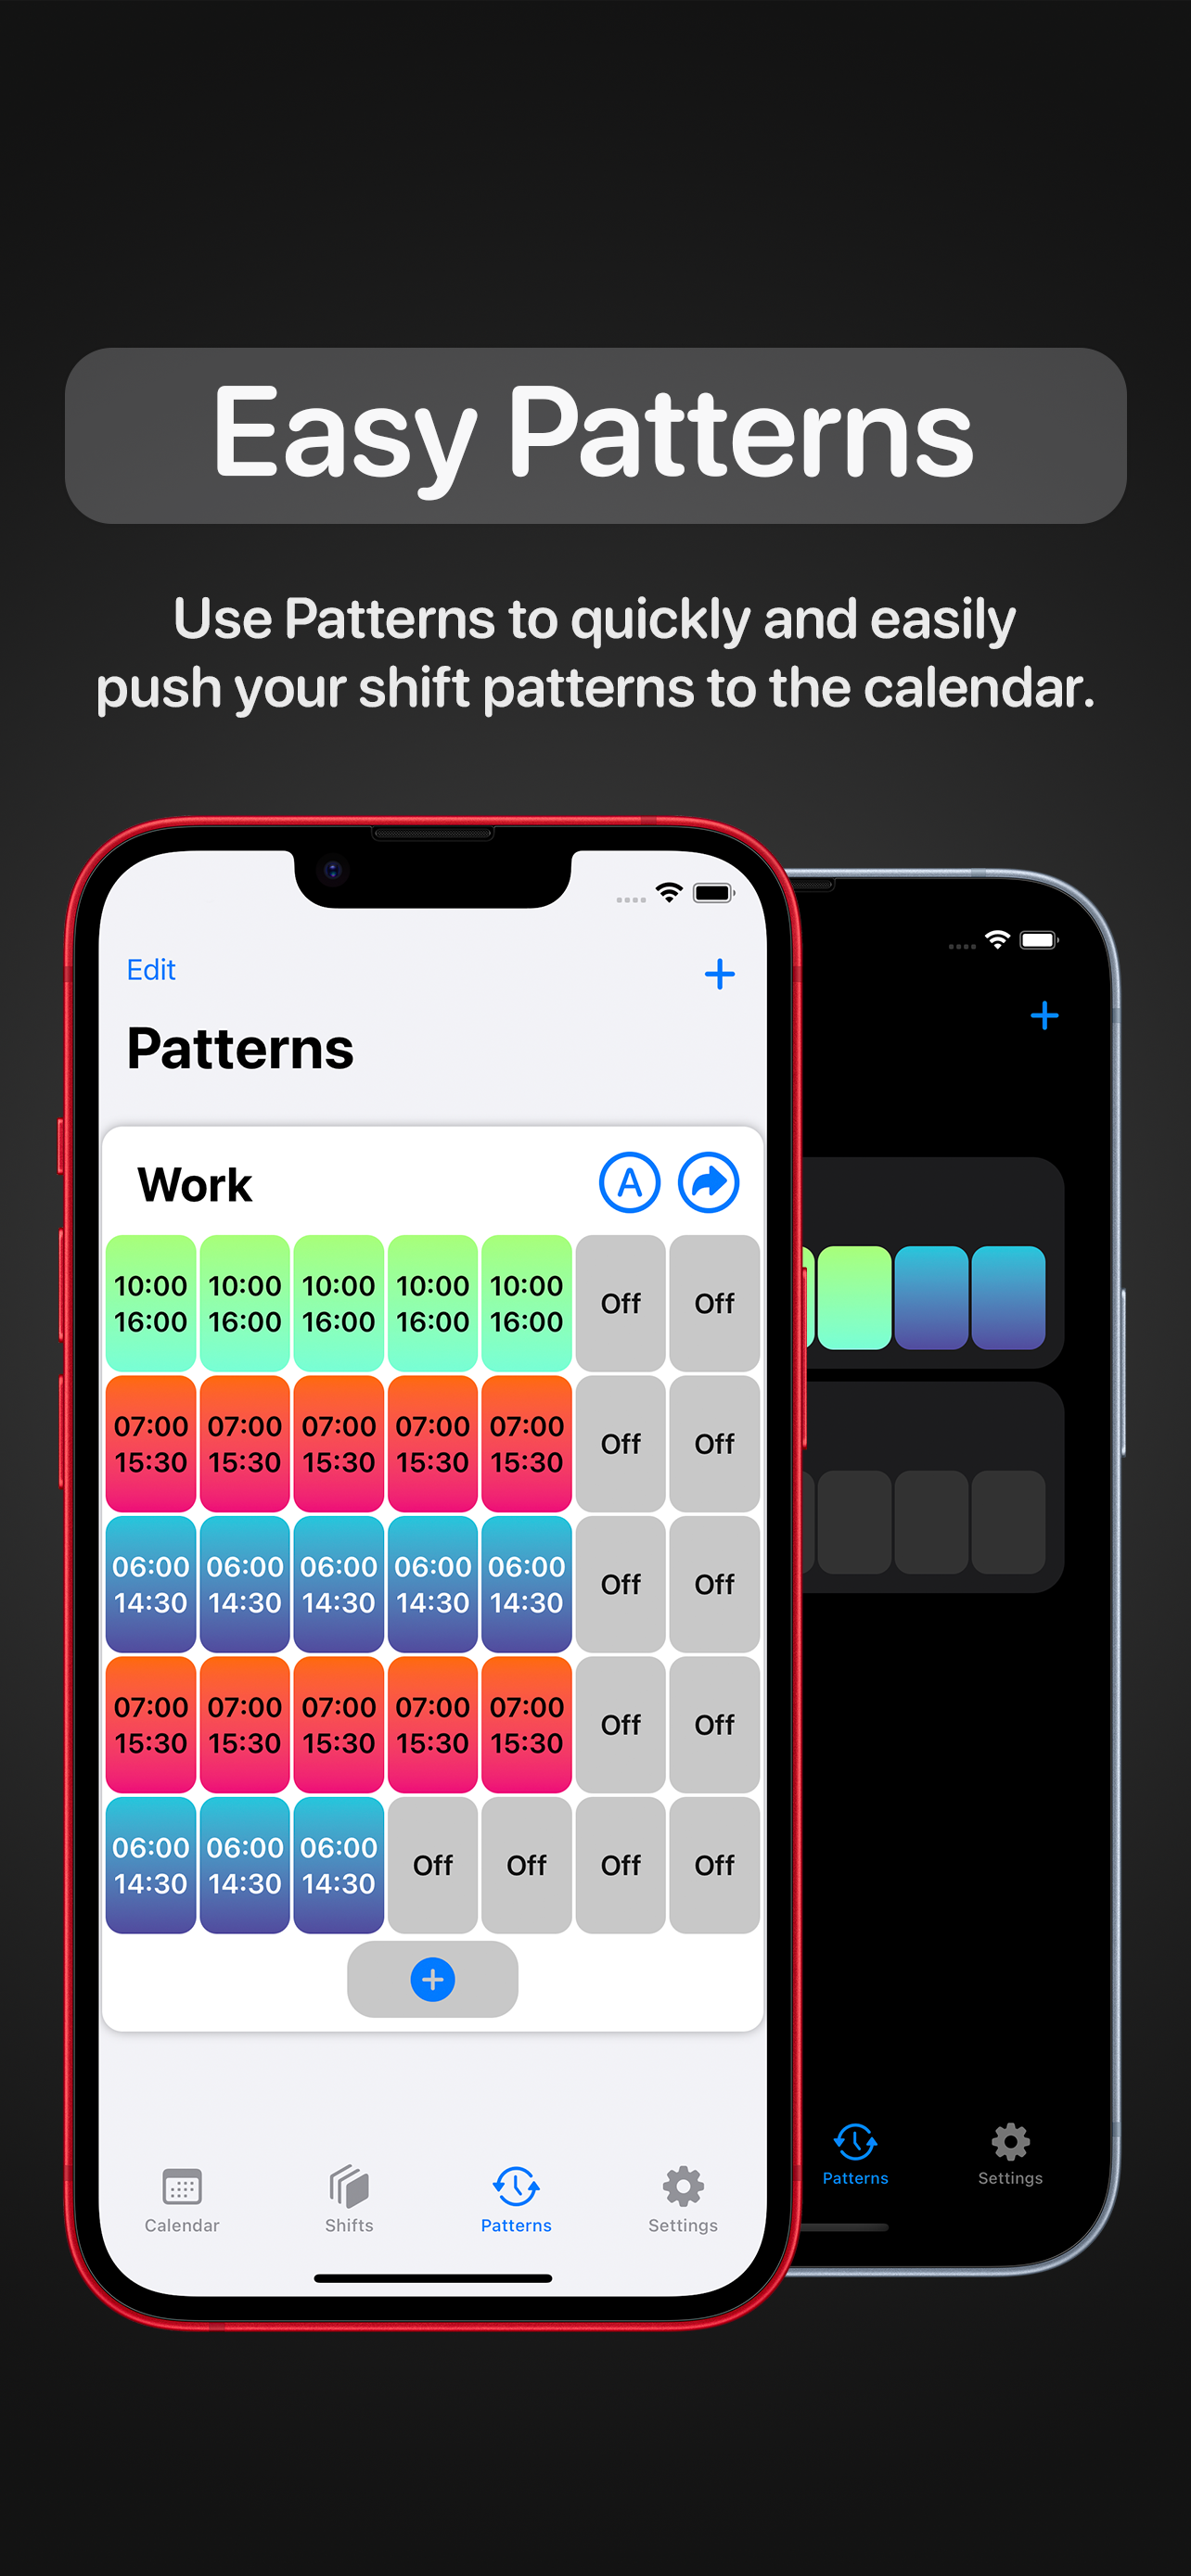 Easy Patterns
Use Patterns to quickly and easily
push your shift patterns to the calendar.
Edit
Patterns
Work
A
10:00 10:00 10:00 10:00 10:00 Off Off
16:00 16:00 16:00 16:00 16:00
07:00 07:00 07:00 07:00 07:00 Off Off
15:30 15:30 15:30 15:30 15:30
06:00 06:00 06:00 06:00 06:00 Off Off
14:30 14:30 14:30 14:30 14:30
07:00 07:00 07:00 07:00 07:00 Off Off
15:30 15:30 15:30 15:30 15:30
06:00 06:00 06:00 Off Off Off Off
14:30 14:30 14:30
Calendar Shifts Patterns Settings
Patterns Settings